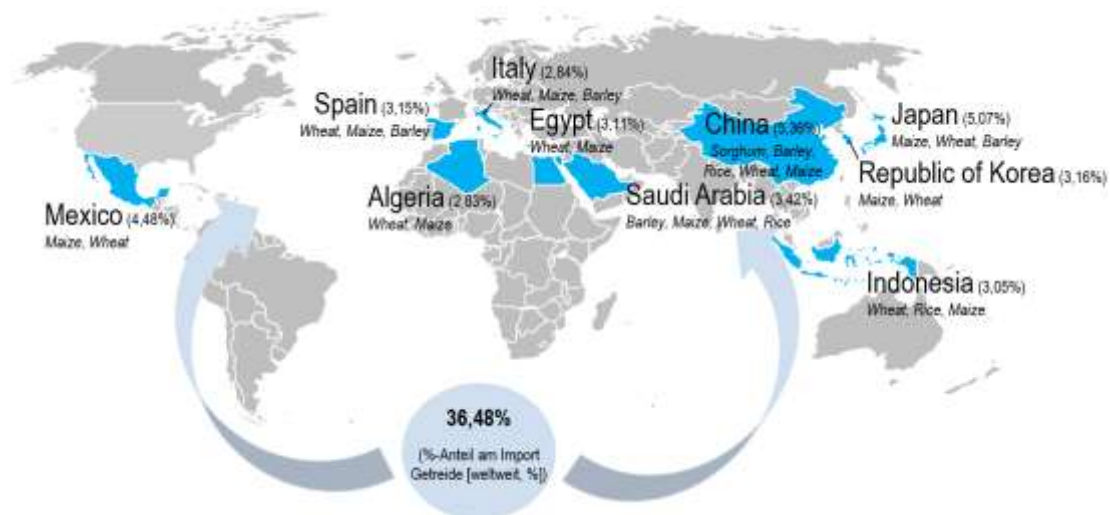 Italy (2,84%)
Wheat, Maize, Barley
Spain (3,15%)
Wheat, Maize, Barley
Egypt (3,11%)
Wheat, Maize
China (5,36%)
Sorghum, Barley,
Rice, Wheat, Maize
Japan (5,07%)
Maize, Wheat, Barley
Republic of Korea (3,16%)
Maize, Wheat
Mexico (4,48%)
Maize, Wheat
Algeria (2,83%)
Wheat, Maize
Saudi Arabia (3,42%)
Barley, Maize, Wheat, Rice
Indonesia (3,05%)
Wheat, Rice, Maize
36,48%
(%-Anteil am Import
Getreide [weltweit, %])